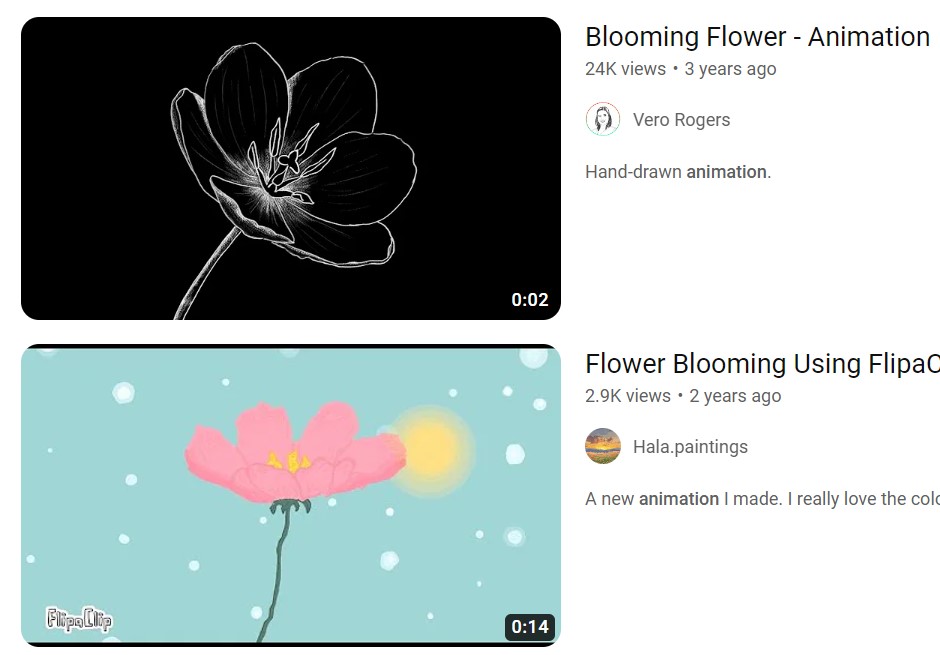 Blooming Flower - Animation
24K views • 3 years ago
Vero Rogers
Hand-drawn animation.
0:02
Flower Blooming Using FlipaC
2.9K views • 2 years ago
Hala.paintings
A new animation I made. I really love the colo
FlipaClip
0:14